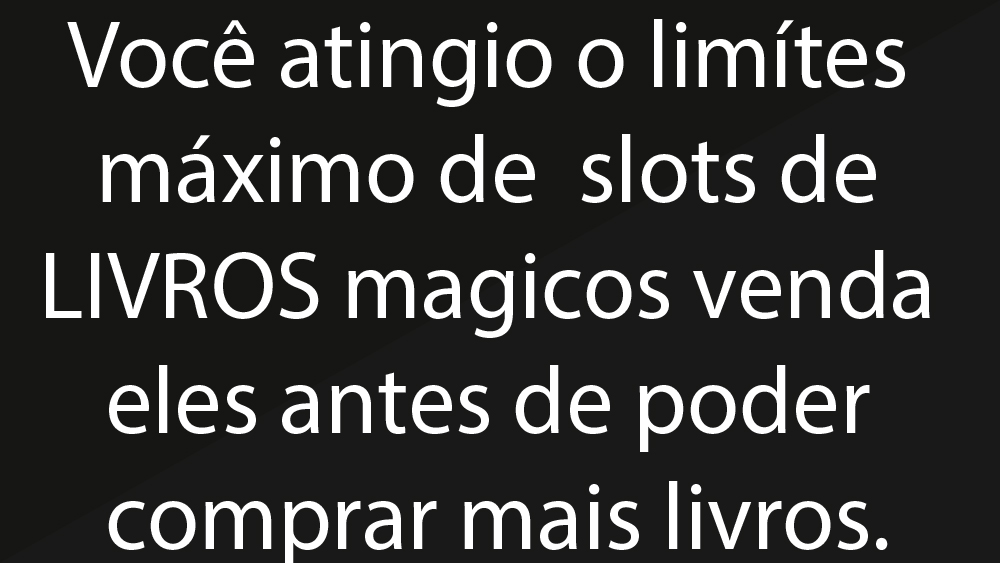 Você atingio o limítes
máximo de  slots de
LIVROS magicos venda
eles antes de poder
comprar mais livros.